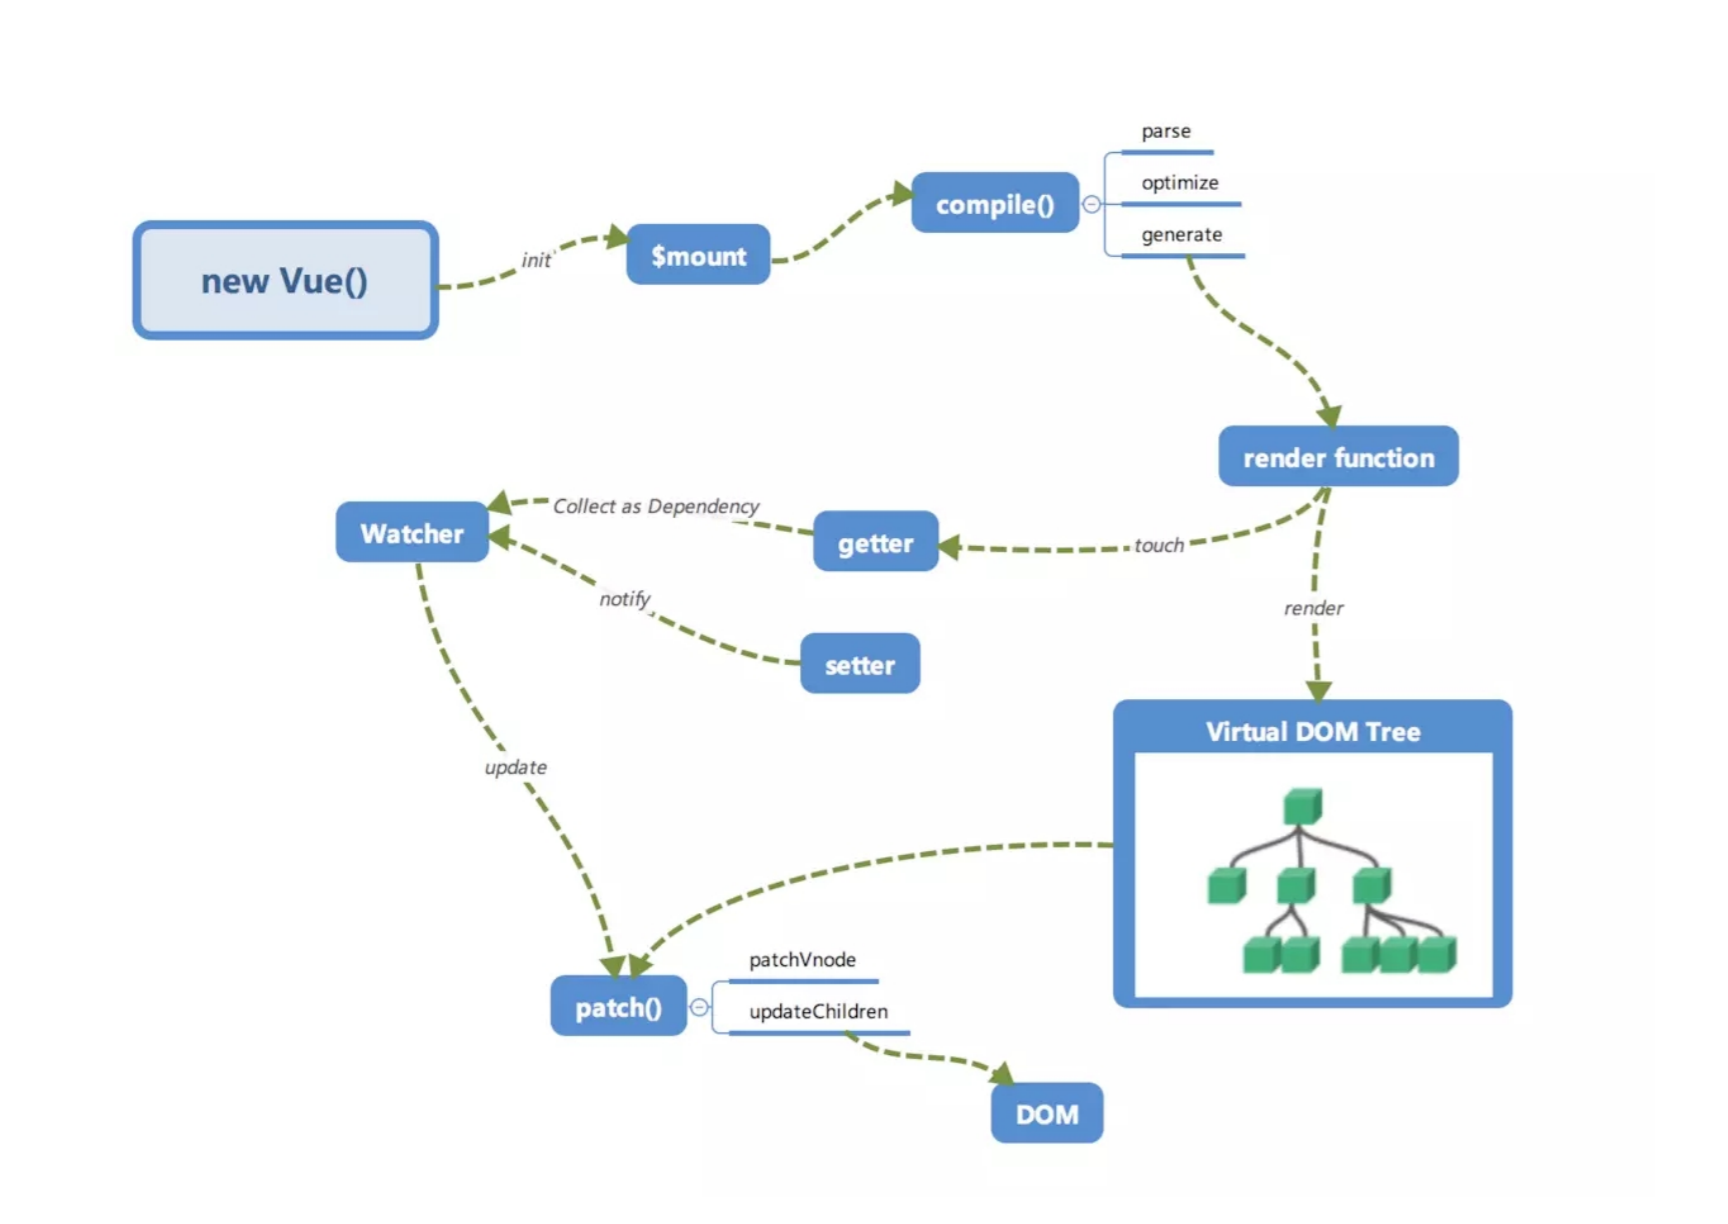 parse
optimize
compile()
generate
$mount
init
new Vue()
render function
Collect as Dependency
Watcher
getter
touch
notify
render
setter
Virtual DOM Tree
update
patchVnode
patch()
updateChildren
DOM